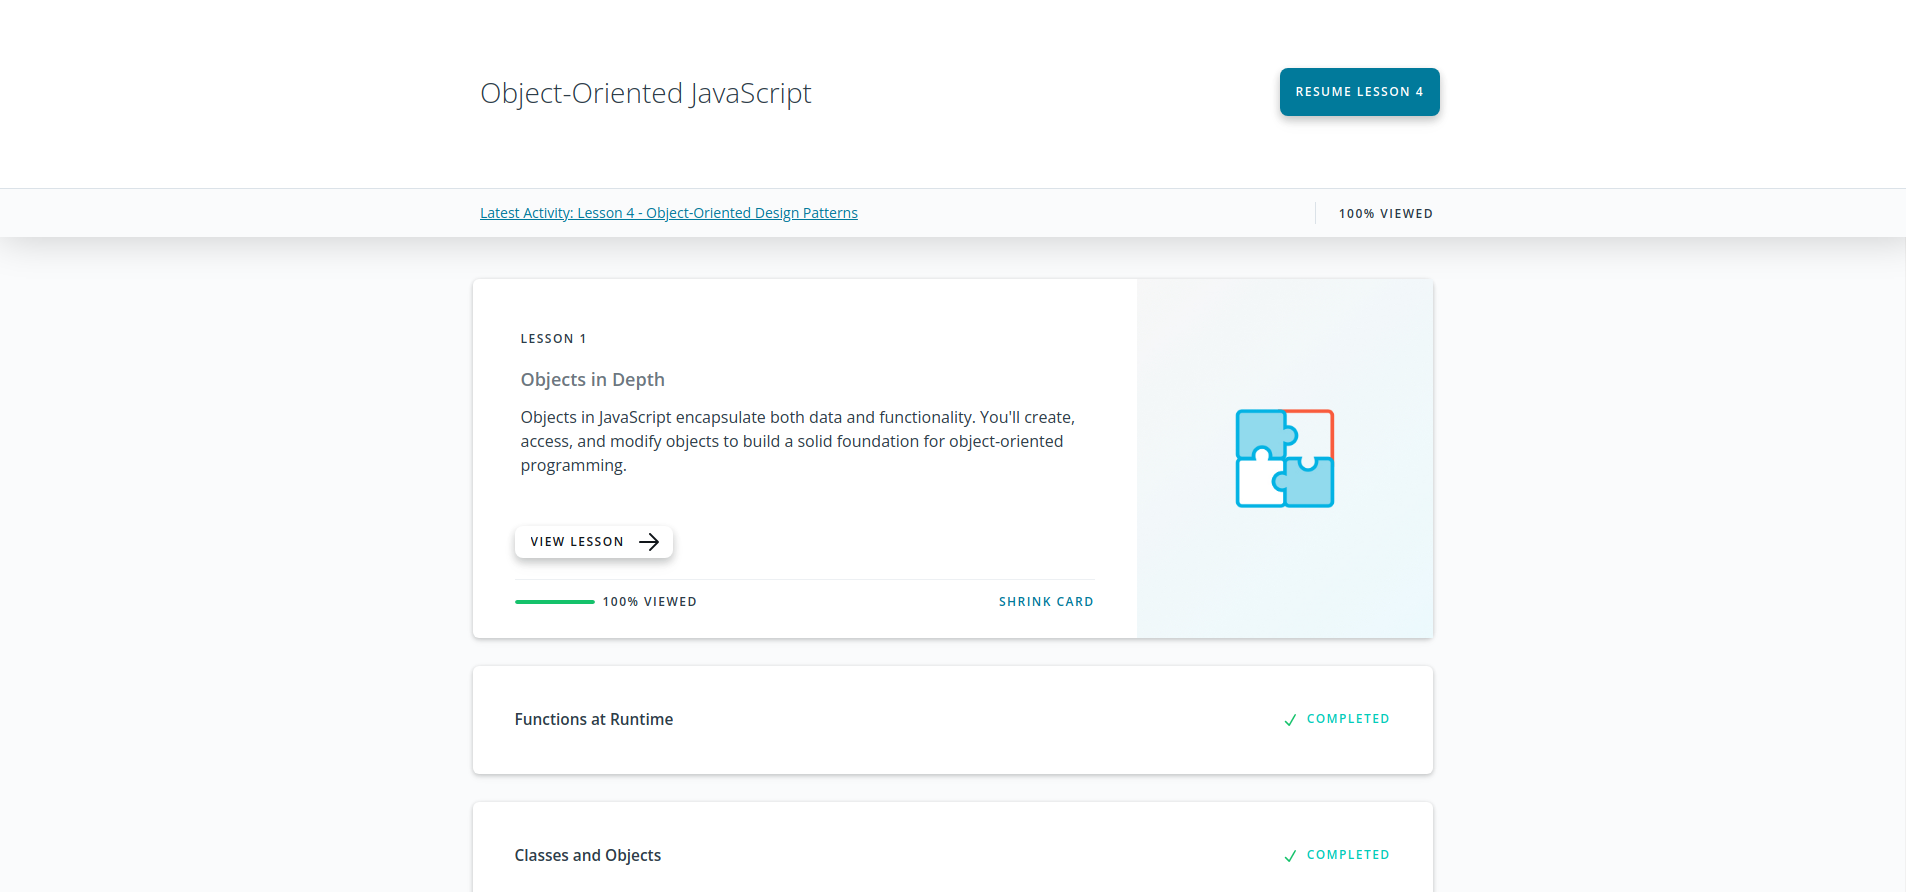 Object-Oriented JavaScript
RESUME LESSON 4
Latest Activity: Lesson 4 - Object-Oriented Design Patterns
100% VIEWED
LESSON 1
Objects in Depth
Objects in JavaScript encapsulate both data and functionality. You'll create,
access, and modify objects to build a solid foundation for object-oriented
programming.
VIEW LESSON
100% VIEWED
SHRINK CARD
Functions at Runtime
COMPLETED
Classes and Objects
COMPLETED